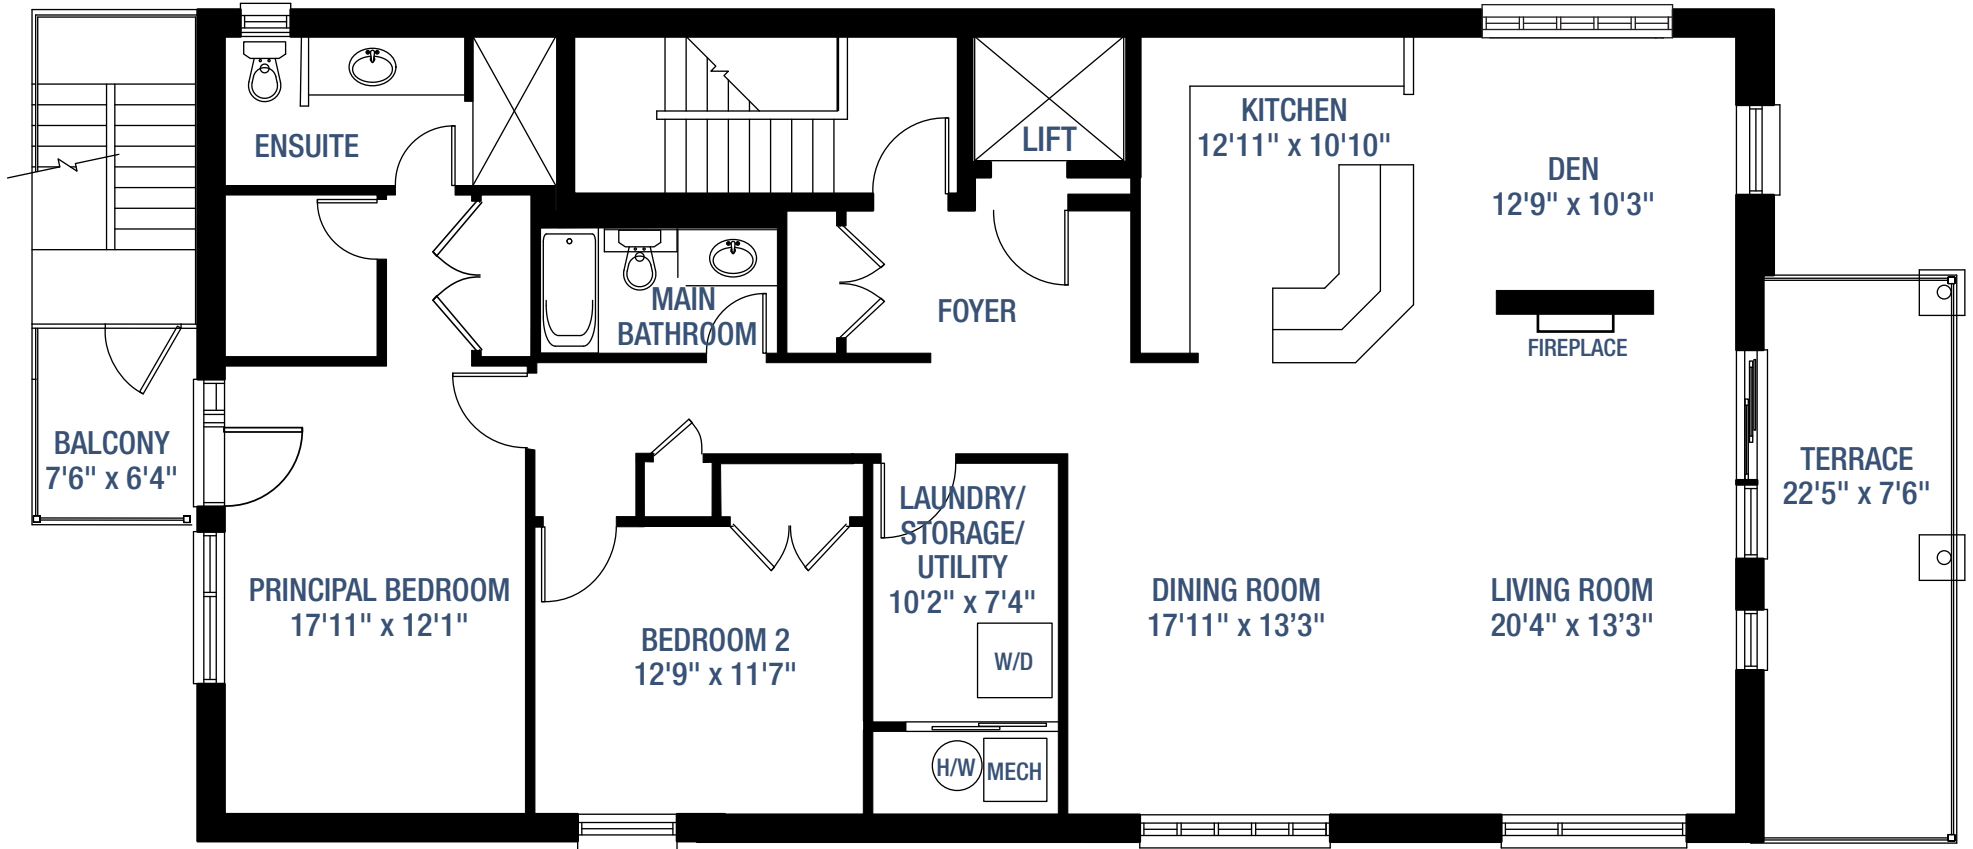 ENSUITE
LIFT
KITCHEN
12'11" x 10'10"
DEN
12'9" x 10'3"
MAIN
BATHROOM
FOYER
FIREPLACE
BALCONY
7'6" x 6'4"
TERRACE
22'5" x 7'6"
PRINCIPAL BEDROOM
17'11" x 12'1"
BEDROOM 2
12'9" x 11'7"
LAUNDRY/
STORAGE/
UTILITY
10'2" x 7'4"
W/D
H/W
MECH
DINING ROOM
17'11" x 13’3"
LIVING ROOM
20'4" x 13’3"